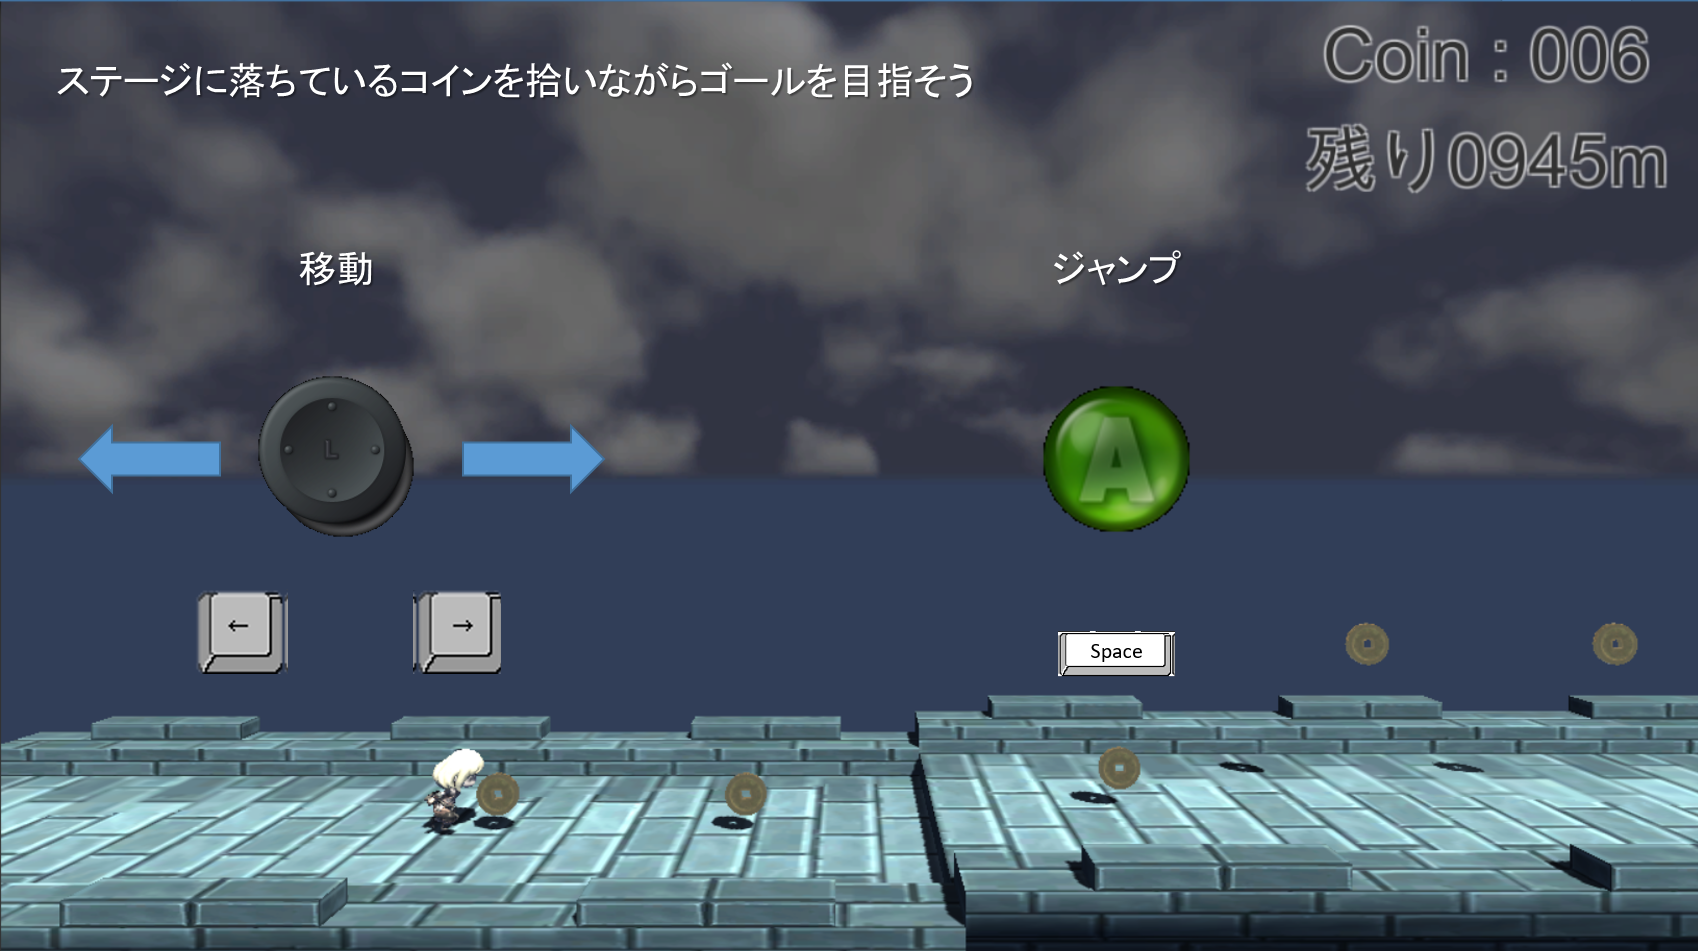 ステージに落ちているコインを拾いながらゴールを目指そう
Coin：006
残り0945m
移動
ジャンプ
L
A
←
→
Space